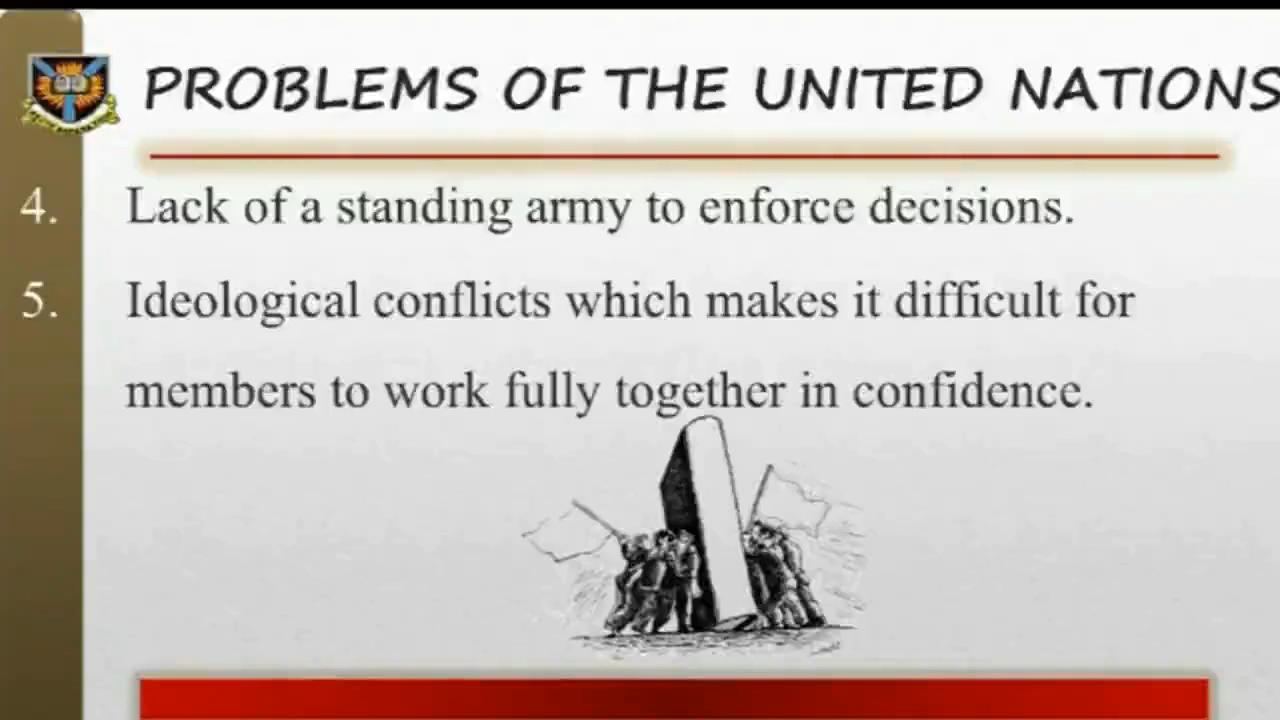 PROBLEMS OF THE UNITED NATIONS
4. Lack of a standing army to enforce decisions.
5. Ideological conflicts which makes it difficult for
members to work fully together in confidence.